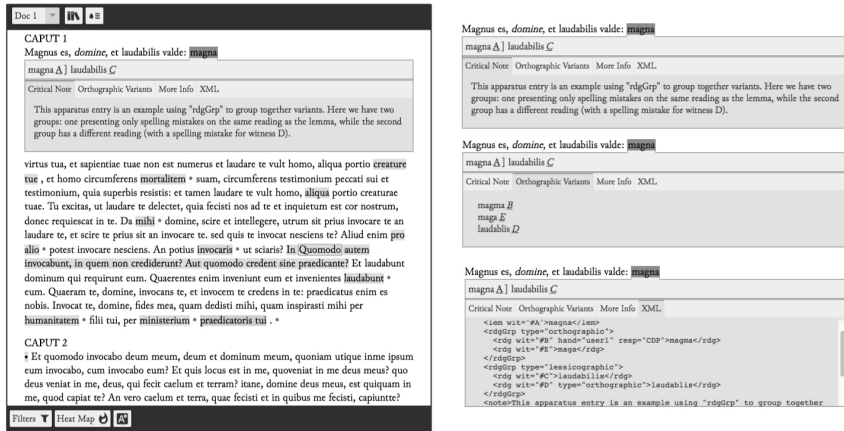 Doc 1
CAPUT 1
Magnus es, domine, et laudabilis valde: magna
magna A ] laudabilis C
Critical Note Orthographic Variants More Info XML
This apparatus entry is an example using "rdgGrp" to group together variants. Here we have two
groups: one presenting only spelling mistakes on the same reading as the lemma, while the second
group has a different reading (with a spelling mistake for witness D).
virtus tua, et sapientiae tuae non est numerus et laudare te vult homo, aliqua portio creature
tue , et homo circumferens mortalitem * suam, circumferens testimonium peccati sui et
testimonium, quia superbis resistis: et tamen laudare te vult homo, aliqua portio creaturae
tuae. Tu excitas, ut laudare te delectet, quia fecisti nos ad te et inquietum est cor nostrum,
donec requiescat in te. Da mihi * domine, scire et intellegere, utrum sit prius invocare te an
laudare te, et scire te prius sit an invocare te. sed quis te invocat nesciens te? Aliud enim pro
alio * potest invocare nesciens. An potius invocaris * ut sciaris? In Quomodo autem
invocabunt, in quem non crediderunt? Aut quomodo credent sine praedicante? Et laudabunt
dominum qui requirunt eum. Quaerentes enim inveniunt eum et invenientes laudabunt *
eum. Quaeram te, domine, invocans te, et invocem te credens in te: praedicatus enim es
nobis. Invocat te, domine, fides mea, quam dedisti mihi, quam inspirasti mihi per
humanitatem * filii tui, per ministerium * praedicatoris tui . *
CAPUT 2
• Et quomodo invocabo deum meum, deum et dominum meum, quoniam utique inme ipsum
eum invocabo, cum invocabo eum? Et quis locus est in me, quoveniat in me deus meus? quo
deus veniat in me, deus, qui fecit caelum et terram? itane, domine deus meus, est quiquam in
me, quod capiat te? An vero caelum et terra, quae fecisti et in quibus me fecisti, capiuntte?
Filters Heat Map
Magnus es, domine, et laudabilis valde: magna
magna A ] laudabilis C
Critical Note Orthographic Variants More Info XML
This apparatus entry is an example using "rdgGrp" to group together variants. Here we have two
groups: one presenting only spelling mistakes on the same reading as the lemma, while the second
group has a different reading (with a spelling mistake for witness D).
Magnus es, domine, et laudabilis valde: magna
magna A ] laudabilis C
Critical Note Orthographic Variants More Info XML
magma B
maga E
laudablis D
Magnus es, domine, et laudabilis valde: magna
magna A ] laudabilis C
Critical Note Orthographic Variants More Info XML
<lem wit="#A">magna</lem>
<rdgGrp type="orthographic">
<rdg wit="#B" hand="user1" resp="CDP">magma</rdg>
<rdg wit="#E">maga</rdg>
</rdgGrp>
<rdgGrp type="lessicographic">
<rdg wit="#C">laudabilis</rdg>
<rdg wit="#D" type="orthographic">laudablis</rdg>
</rdgGrp>
<note>This apparatus entry is an example using "rdgGrp" to group together